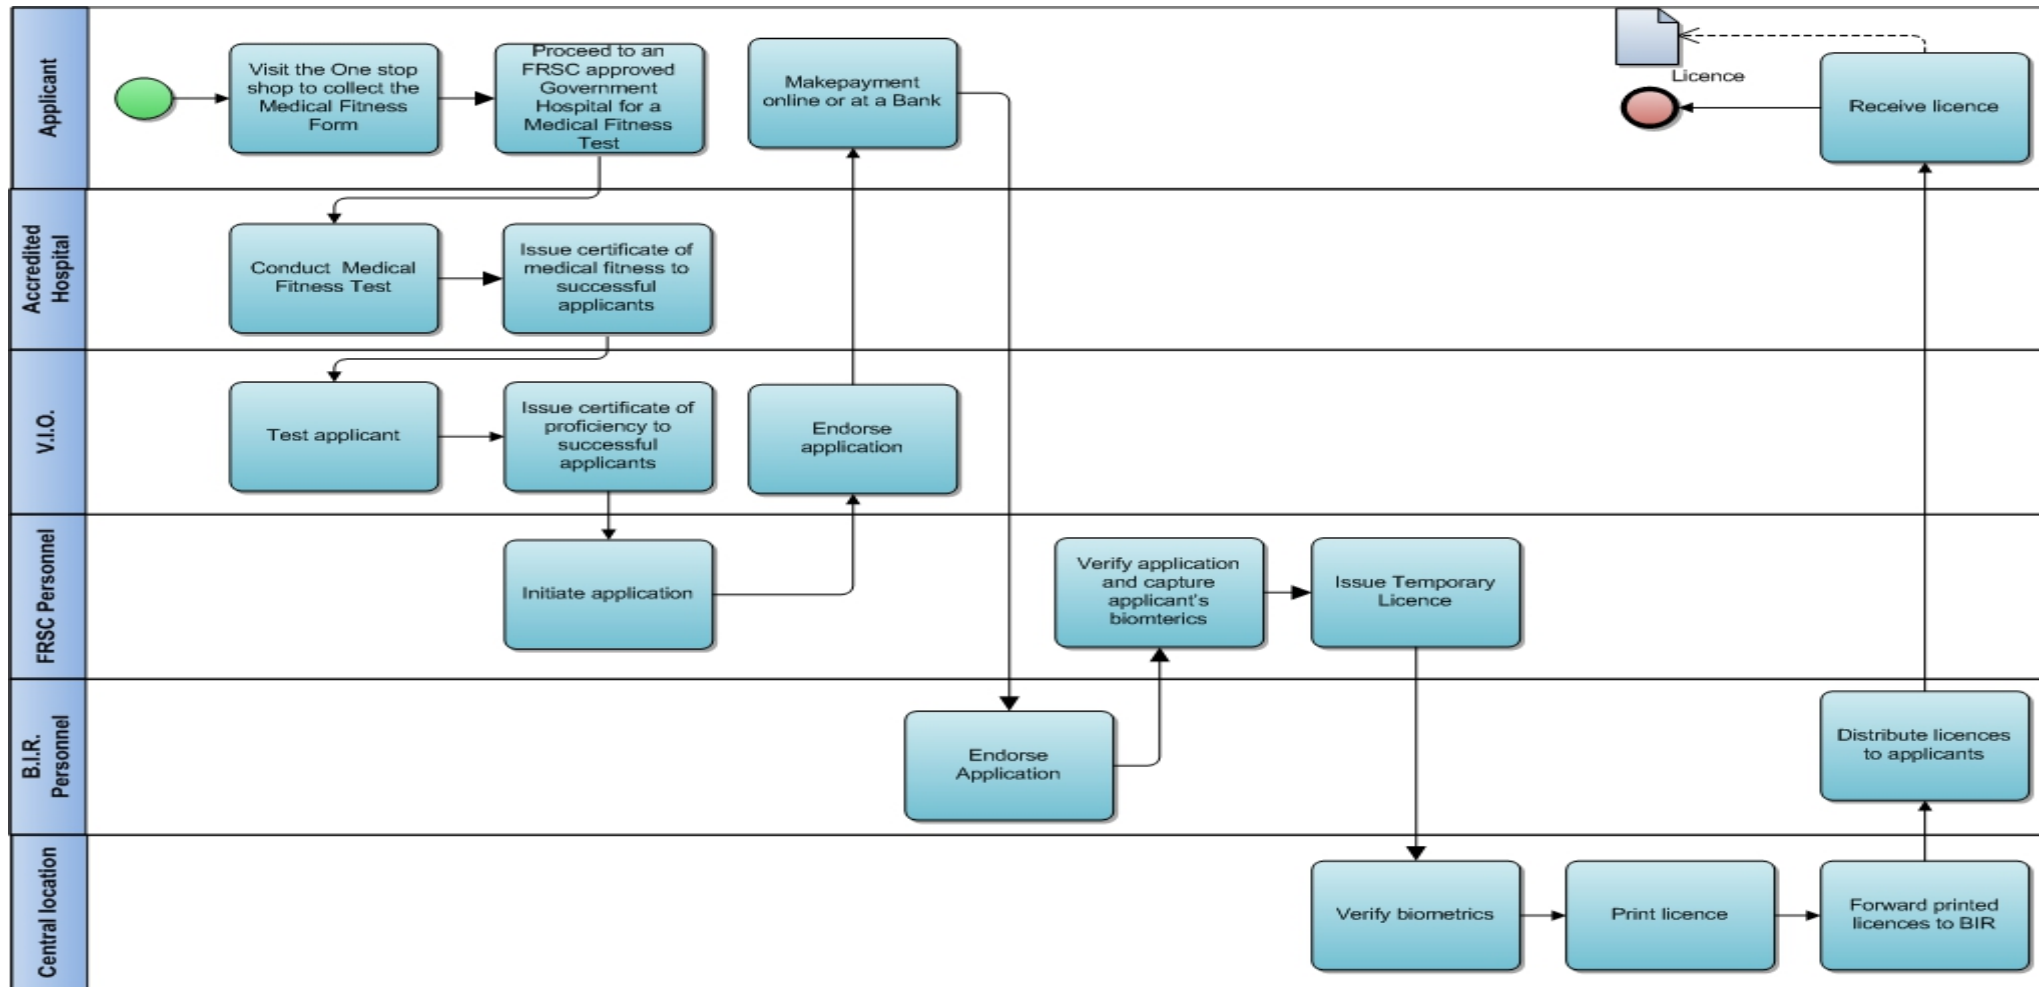 Applicant
Visit the One stop
shop to collect the
Medical Fitness
Form
Proceed to an
FRSC approved
Government
Hospital for a
Medical Fitness
Test
Makepayment
online or at a Bank
Licence
Receive licence
Accredited
Hospital
Conduct Medical
Fitness Test
Issue certificate of
medical fitness to
successful
applicants
V.I.O.
Test applicant
Issue certificate of
proficiency to
successful
applicants
Endorse
application
FRSC Personnel
Initiate application
Verify application
and capture
applicant's
biomterics
Issue Temporary
Licence
B.I.R.
Personnel
Endorse
Application
Distribute licences
to applicants
Central location
Verify biometrics
Print licence
Forward printed
licences to BIR